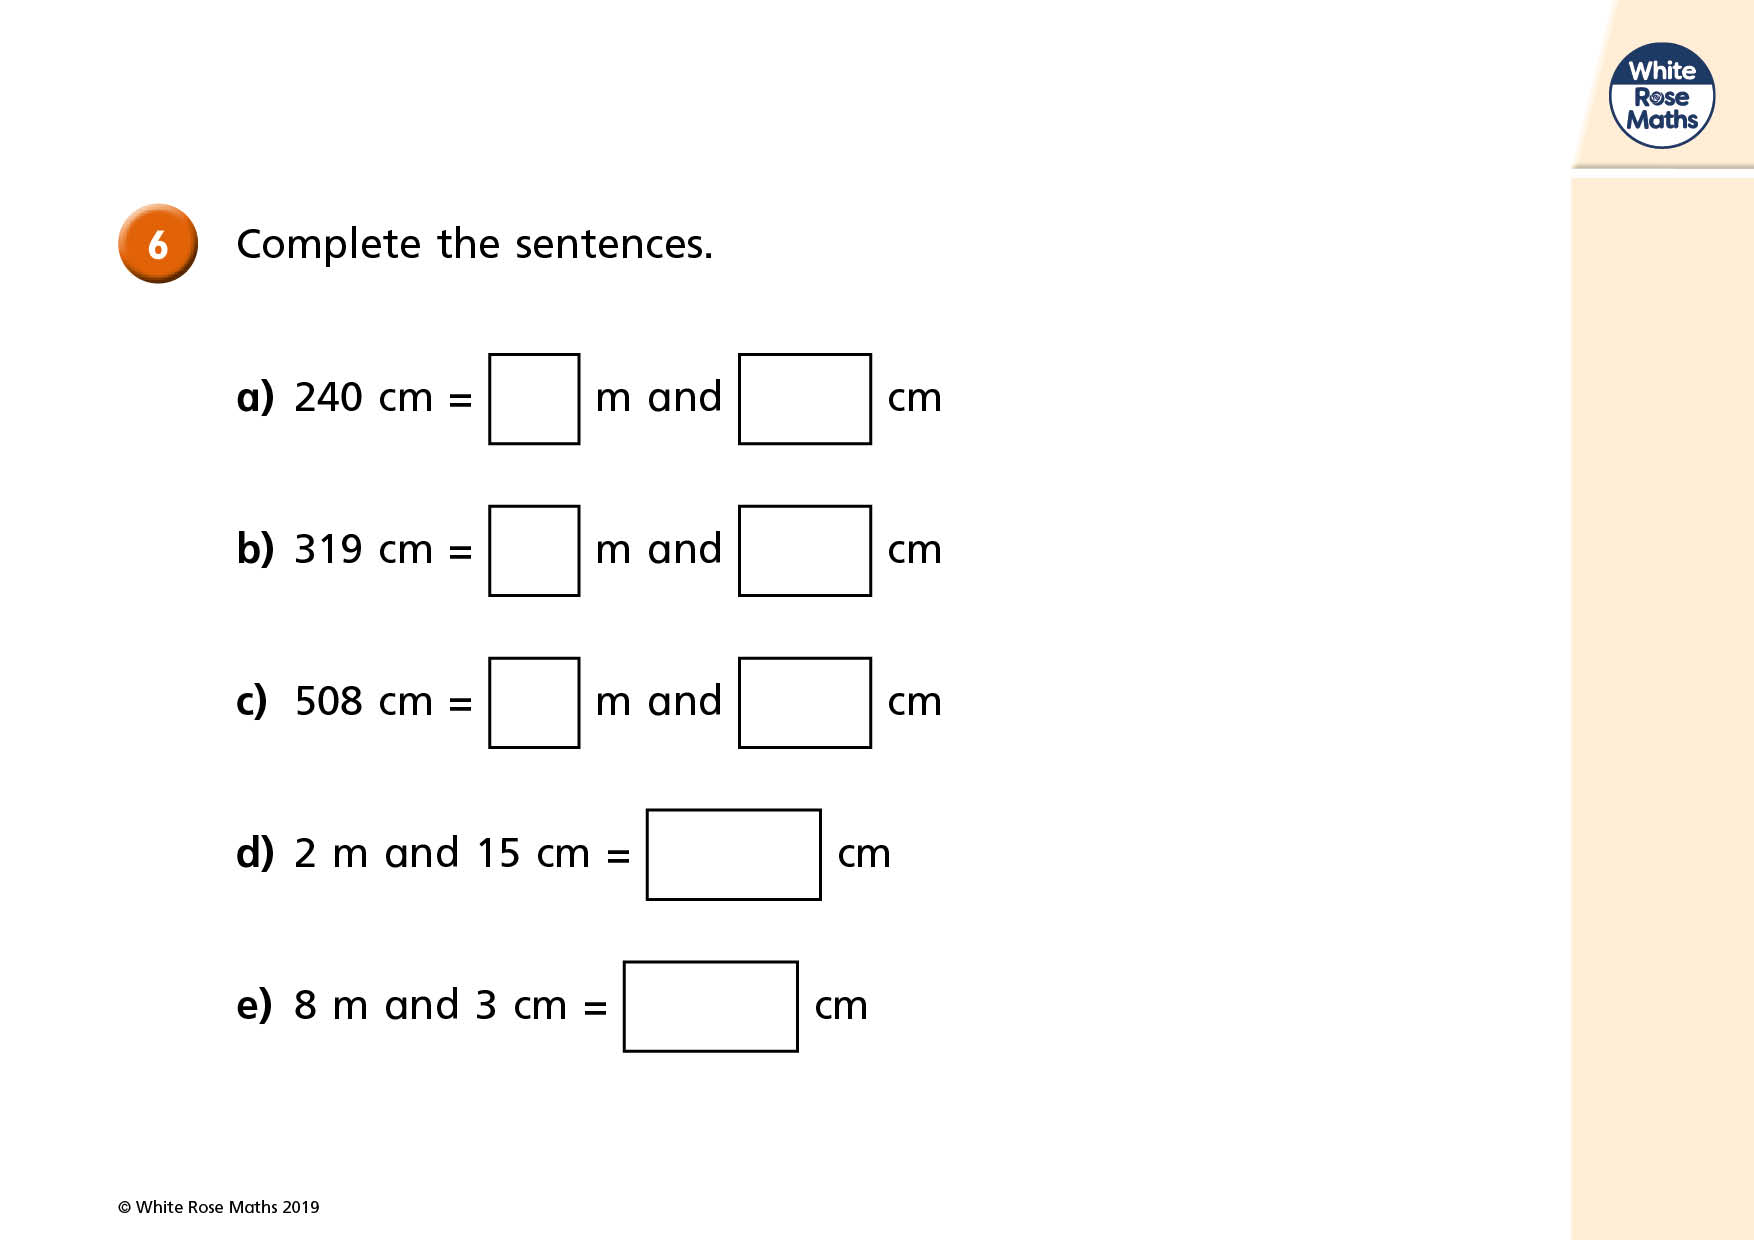 White
Rose
Maths
6 Complete the sentences.
a) 240 cm = m and cm
b) 319 cm = m and cm
c) 508 cm = m and cm
d) 2 m and 15 cm = cm
e) 8 m and 3 cm = cm
© White Rose Maths 2019